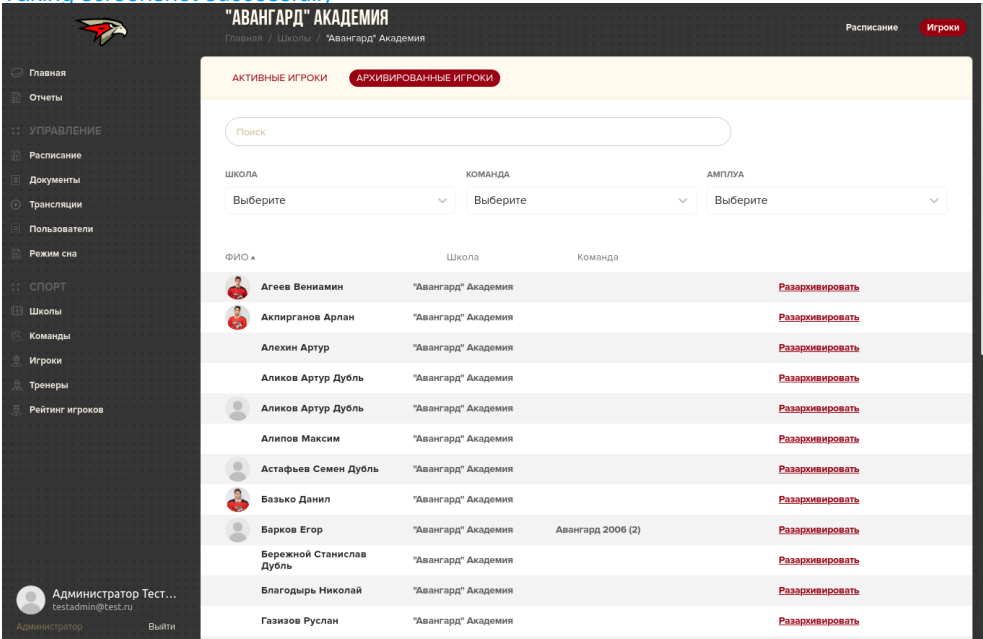 "АВАНГАРД" АКАДЕМИЯ
Главная / Школы / "Авангард" Академия
Расписание
Игроки
Главная
Отчеты
УПРАВЛЕНИЕ
Расписание
Документы
Трансляции
Пользователи
Режим сна
СПОРТ
Школы
Команды
Игроки
Тренеры
Рейтинг игроков
Администратор Тест...
testadmin@test.ru
Администратор
Выйти
АКТИВНЫЕ ИГРОКИ
АРХИВИРОВАННЫЕ ИГРОКИ
Поиск
ШКОЛА
КОМАНДА
АМПЛУА
Выберите
Выберите
Выберите
ФИО Школа Команда
Агеев Вениамин "Авангард" Академия Разархивировать
Акпирганов Арлан "Авангард" Академия Разархивировать
Алехин Артур "Авангард" Академия Разархивировать
Аликов Артур Дубль "Авангард" Академия Разархивировать
Аликов Артур Дубль "Авангард" Академия Разархивировать
Алипов Максим "Авангард" Академия Разархивировать
Астафьев Семен Дубль "Авангард" Академия Разархивировать
Базько Данил "Авангард" Академия Разархивировать
Барков Егор "Авангард" Академия Авангард 2006 (2) Разархивировать
Бережной Станислав
Дубль "Авангард" Академия Разархивировать
Благодырь Николай "Авангард" Академия Разархивировать
Газизов Руслан "Авангард" Академия Разархивировать